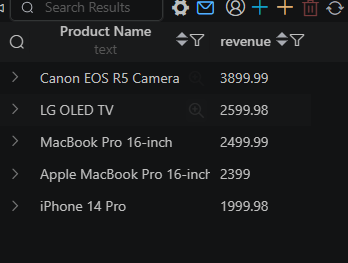 Search Results
Product Name
text
revenue
Canon EOS R5 Camera 3899.99
LG OLED TV 2599.98
MacBook Pro 16-inch 2499.99
Apple MacBook Pro 16-inch 2399
iPhone 14 Pro 1999.98